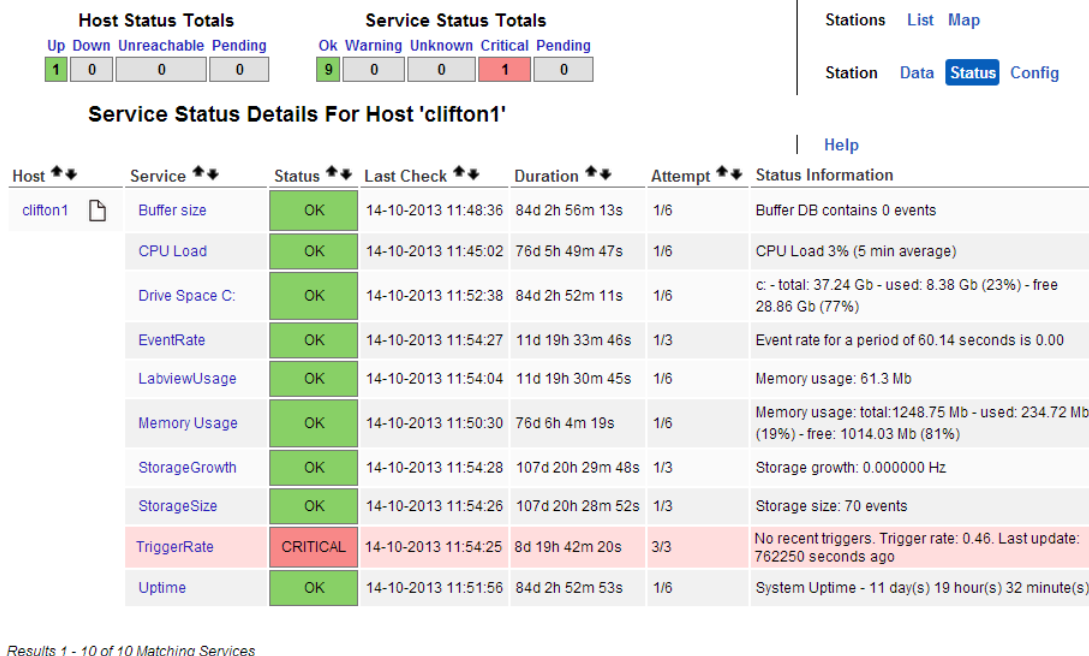 Host Status Totals
Up Down Unreachable Pending
1 0 0 0
Service Status Totals
Ok Warning Unknown Critical Pending
9 0 0 1 0
Stations List Map
Station Data Status Config
Help
Service Status Details For Host 'clifton1'
Host Service Status Last Check Duration Attempt Status Information
clifton1 Buffer size OK 14-10-2013 11:48:36 84d 2h 56m 13s 1/6 Buffer DB contains 0 events
CPU Load OK 14-10-2013 11:45:02 76d 5h 49m 47s 1/6 CPU Load 3% (5 min average)
Drive Space C: OK 14-10-2013 11:52:38 84d 2h 52m 11s 1/6 c: - total: 37.24 Gb - used: 8.38 Gb (23%) - free
28.86 Gb (77%)
EventRate OK 14-10-2013 11:54:27 11d 19h 33m 46s 1/3 Event rate for a period of 60.14 seconds is 0.00
LabviewUsage OK 14-10-2013 11:54:04 11d 19h 30m 45s 1/6 Memory usage: 61.3 Mb
Memory Usage OK 14-10-2013 11:50:30 76d 6h 4m 19s 1/6 Memory usage: total:1248.75 Mb - used: 234.72 Mb
(19%) - free: 1014.03 Mb (81%)
StorageGrowth OK 14-10-2013 11:54:28 107d 20h 29m 48s 1/3 Storage growth: 0.000000 Hz
StorageSize OK 14-10-2013 11:54:26 107d 20h 28m 52s 1/3 Storage size: 70 events
TriggerRate CRITICAL 14-10-2013 11:54:25 8d 19h 42m 20s 3/3 No recent triggers. Trigger rate: 0.46. Last update:
762250 seconds ago
Uptime OK 14-10-2013 11:51:56 84d 2h 52m 53s 1/6 System Uptime - 11 day(s) 19 hour(s) 32 minute(s)
Results 1 - 10 of 10 Matching Services